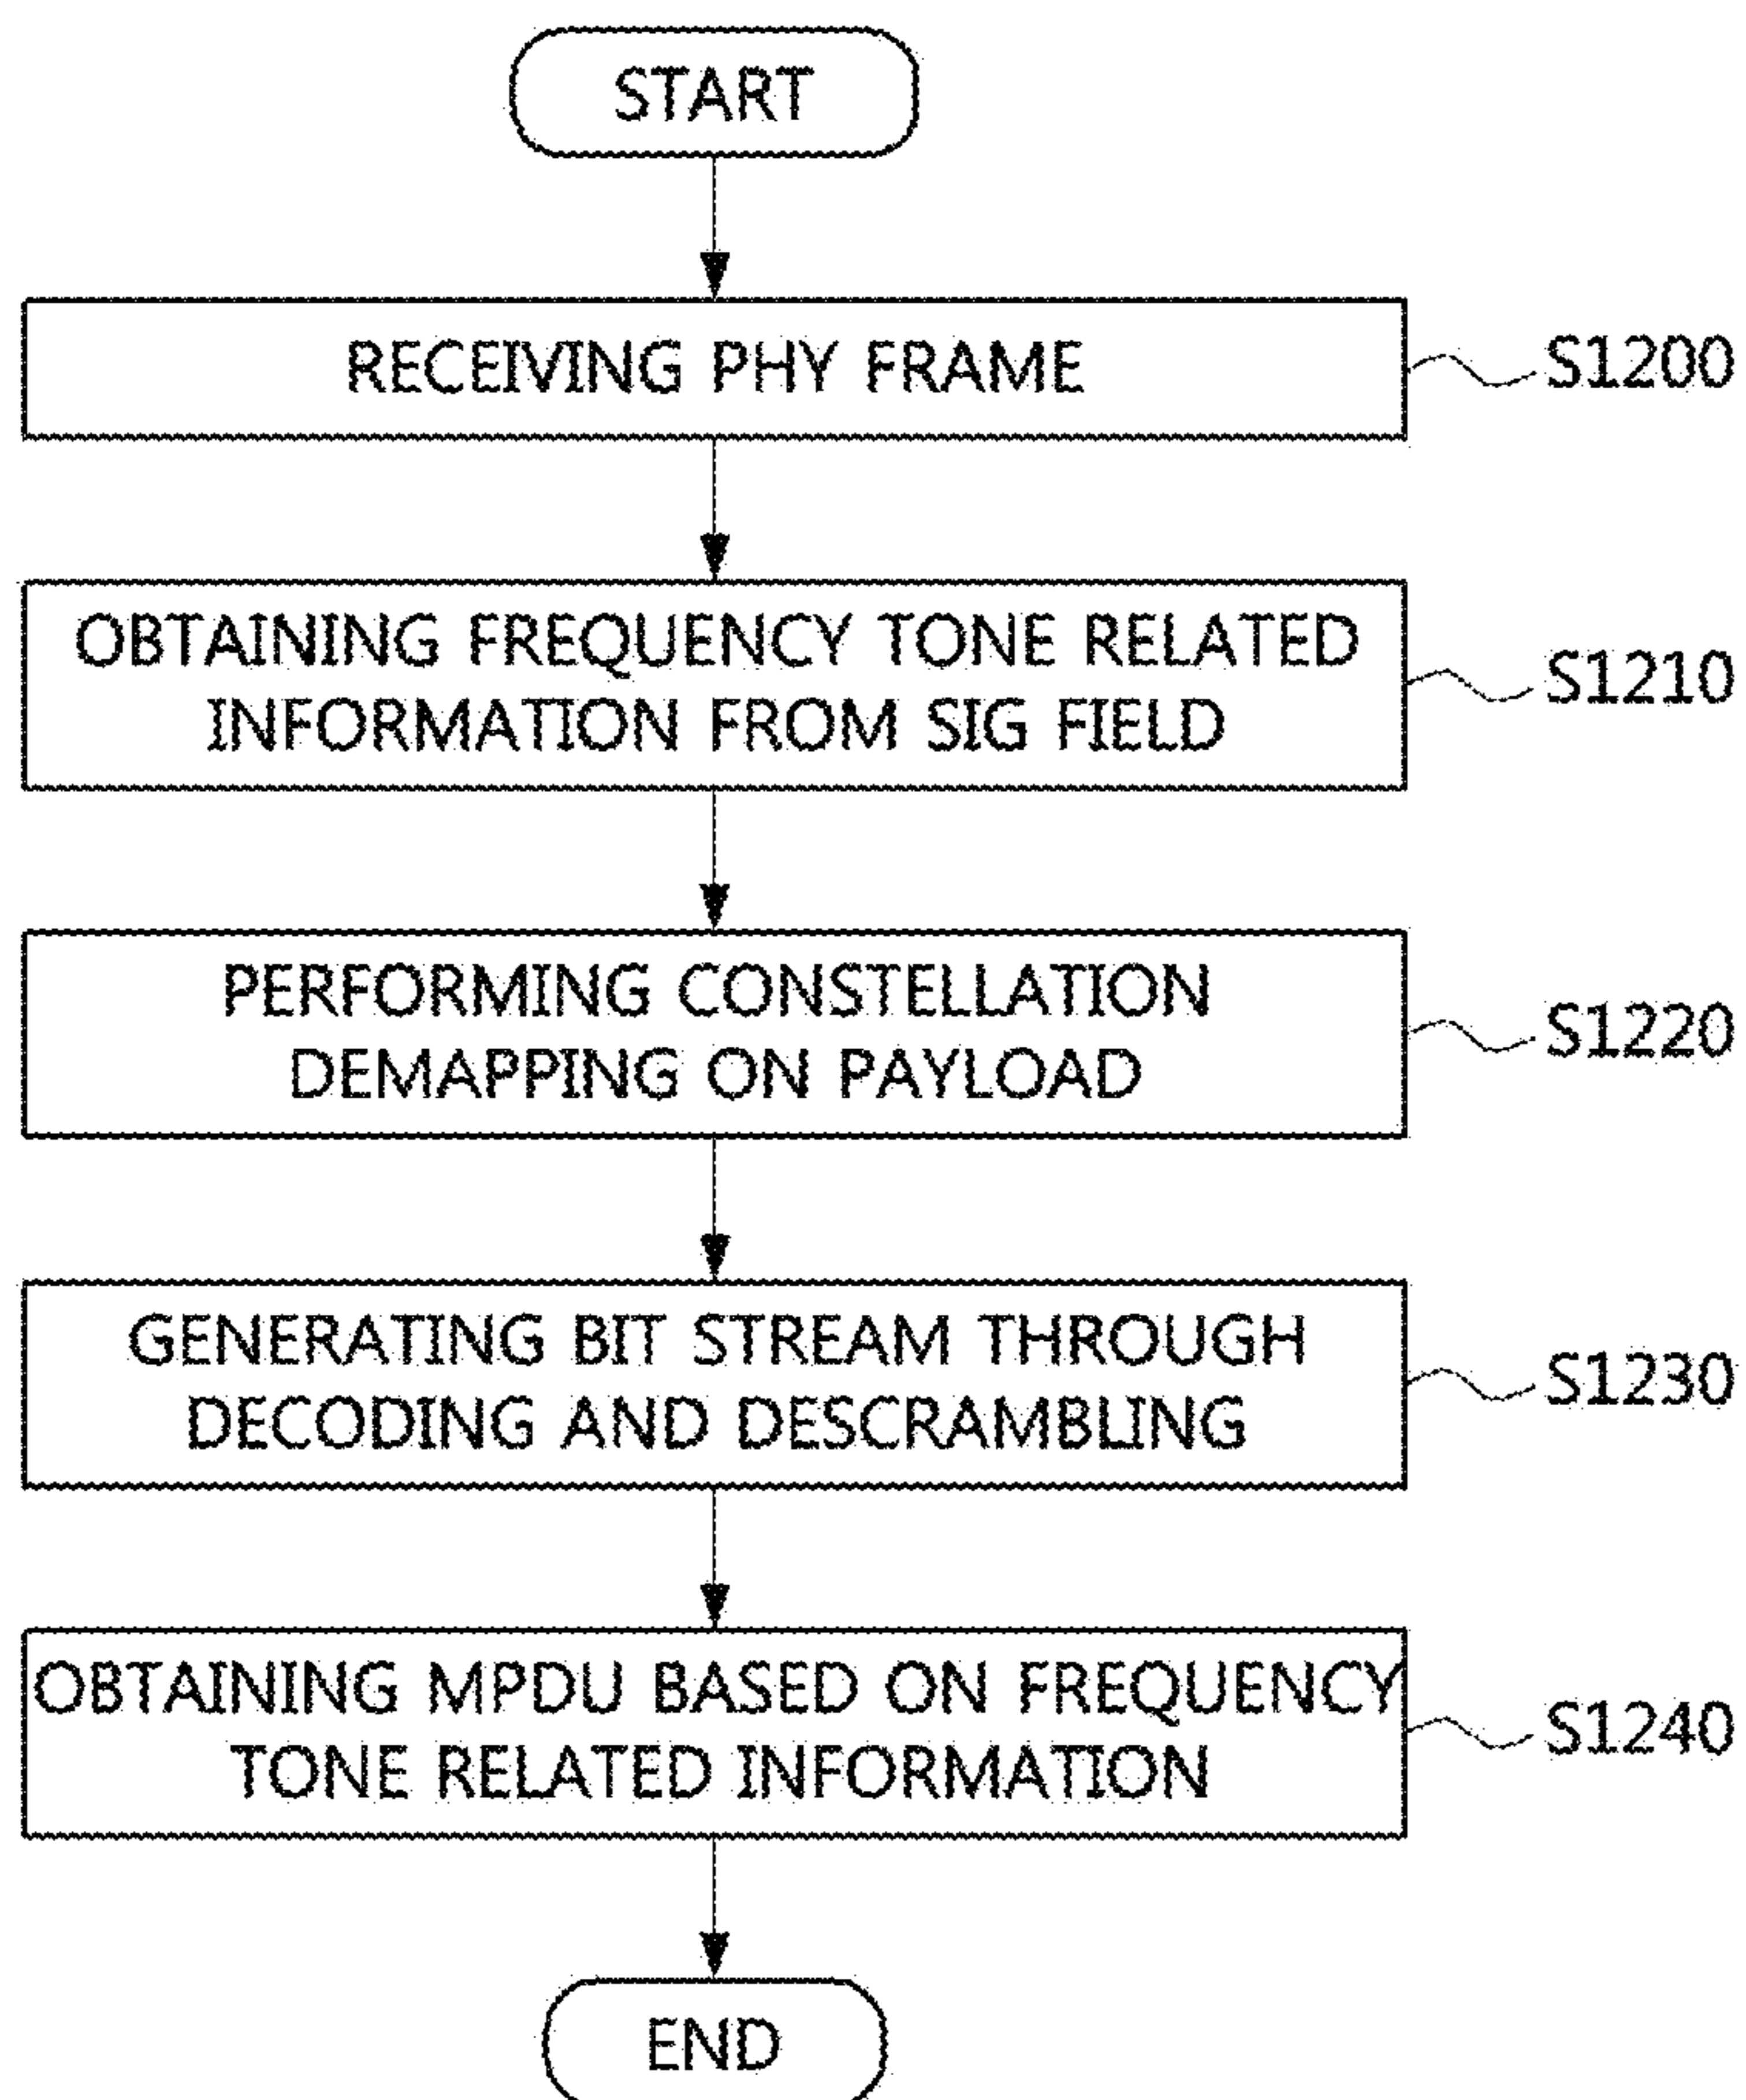 START
RECEIVING PHY FRAME
S1200
OBTAINING FREQUENCY TONE RELATED
INFORMATION FROM SIG FIELD
S1210
PERFORMING CONSTELLATION
DEMAPPING ON PAYLOAD
S1220
GENERATING BIT STREAM THROUGH
DECODING AND DESCRAMBLING
S1230
OBTAINING MPDU BASED ON FREQUENCY
TONE RELATED INFORMATION
S1240
END